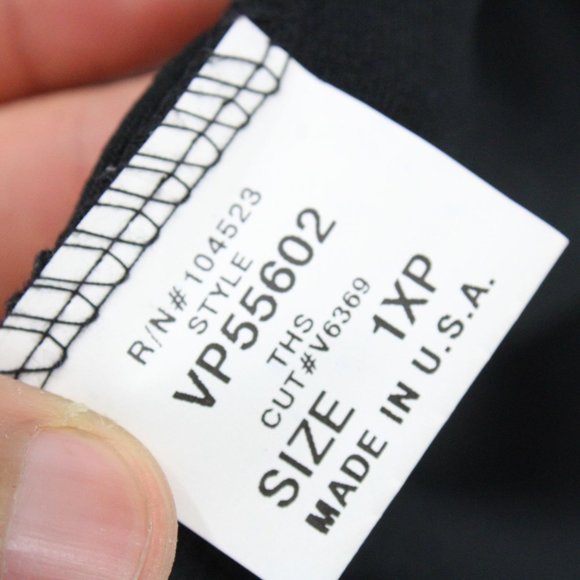 R/N# 104523
STYLE
VP55602
THS
CUT#V6369
SIZE 1XP
MADE IN U.S.A.